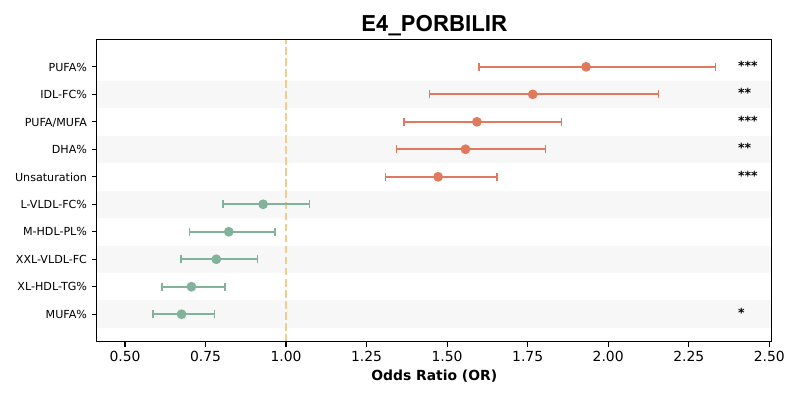 E4_PORBILIR
PUFA% ***
IDL-FC% **
PUFA/MUFA ***
DHA% **
Unsaturation ***
L-VLDL-FC%
M-HDL-PL%
XXL-VLDL-FC
XL-HDL-TG%
MUFA% *
0.50 0.75 1.00 1.25 1.50 1.75 2.00 2.25 2.50
Odds Ratio (OR)